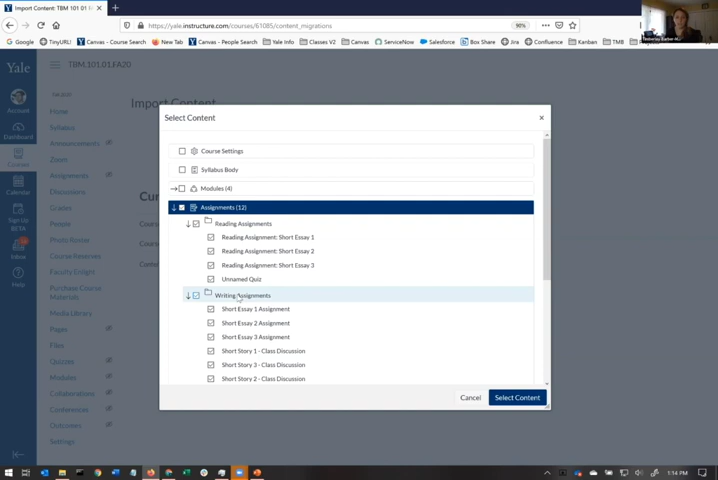 Import Content: TBM 101 01 F
https://yale.instructure.com/courses/61085/content_migrations
90%
Google
TinyURL!
Canvas - Course Search
New Tab
Canvas - People Search
Yale Info
Classes V2
Canvas
ServiceNow
Salesforce
Box Share
Jira
Confluence
Kanban
TMB
Yale
TBM.101.01.FA20
Account
Dashboard
Courses
Calendar
Sign Up
BETA
Inbox
Help
Home
Syllabus
Announcements
Zoom
Assignments
Discussions
Grades
People
Photo Roster
Course Reserves
Faculty Enlight
Purchase Course
Materials
Media Library
Pages
Files
Quizzes
Modules
Collaborations
Conferences
Outcomes
Settings
Import Content
Select Content
Course Settings
Syllabus Body
Modules (4)
Assignments (12)
Reading Assignments
Reading Assignment: Short Essay 1
Reading Assignment: Short Essay 2
Reading Assignment: Short Essay 3
Unnamed Quiz
Writing Assignments
Short Essay 1 Assignment
Short Essay 2 Assignment
Short Essay 3 Assignment
Short Story 1 - Class Discussion
Short Story 3 - Class Discussion
Short Story 2 - Class Discussion
Cancel
Select Content
1:14 PM